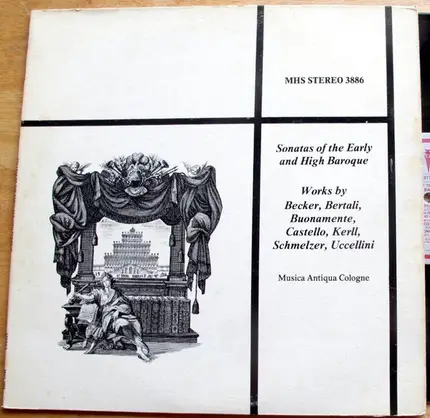 MHS STEREO 3886
Sonatas of the Early
and High Baroque
Works by
Becker, Bertali,
Buonamente,
Castello, Kerll,
Schmelzer, Uccellini
Musica Antiqua Cologne